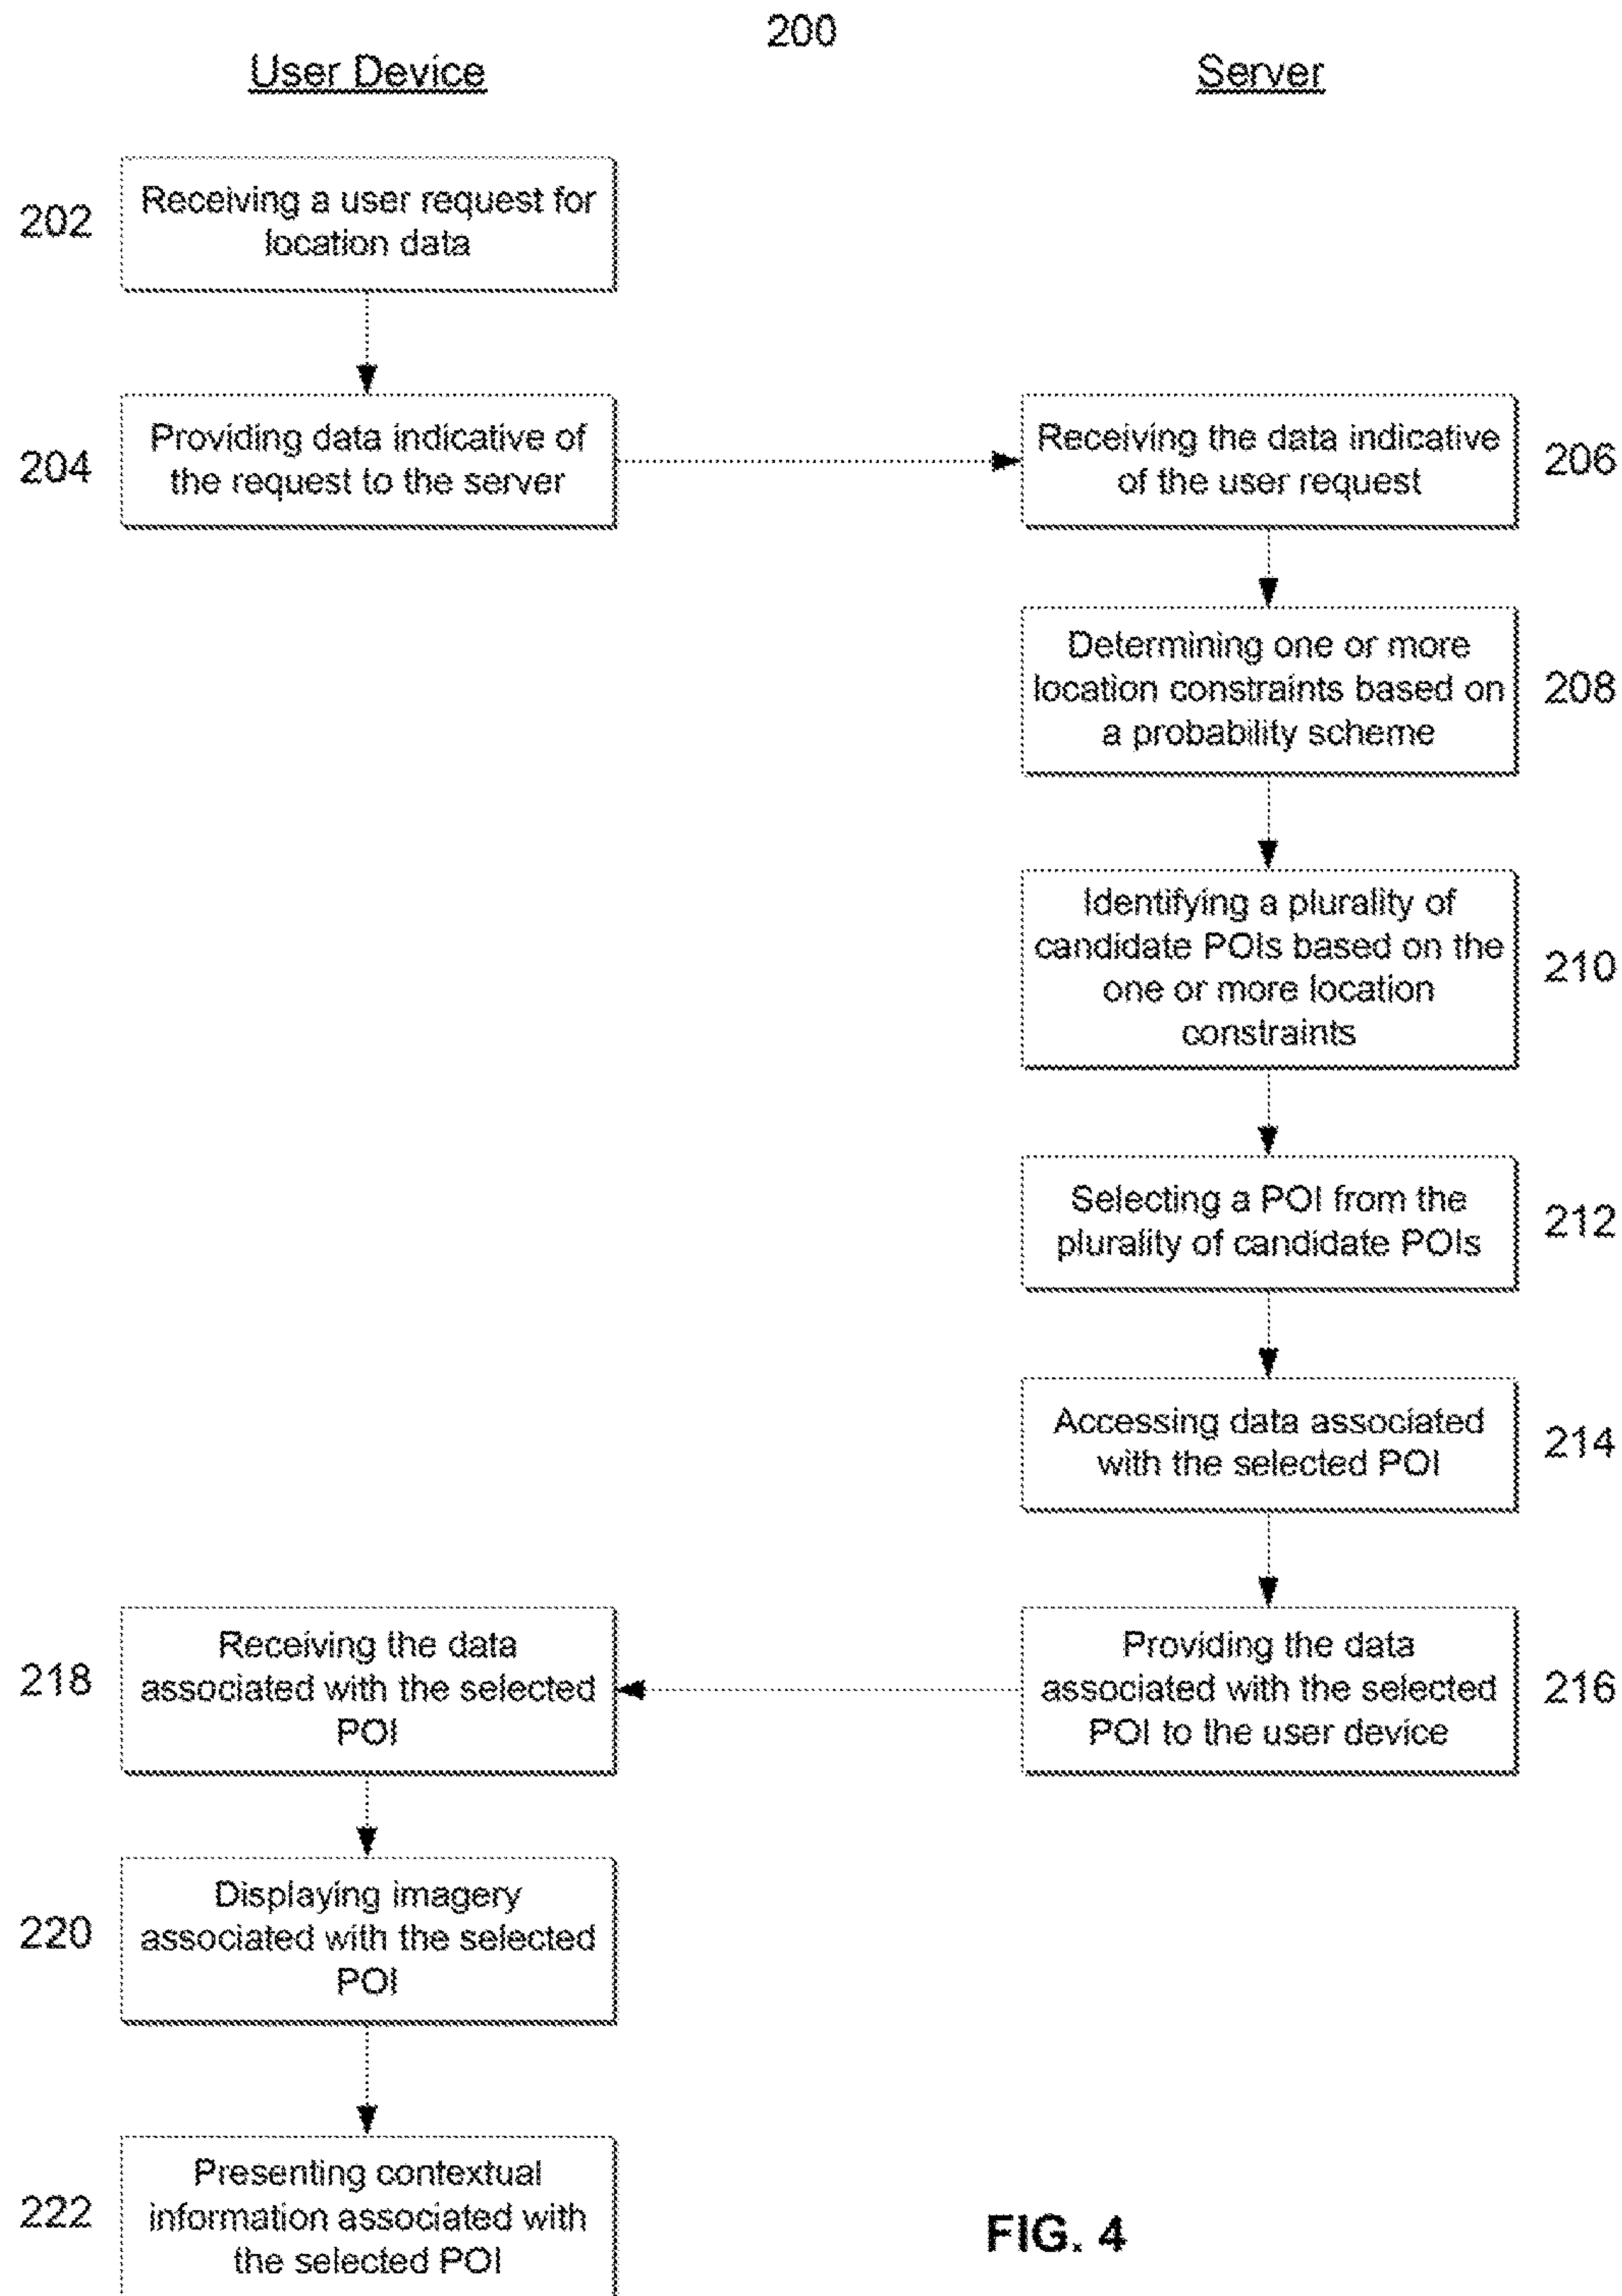 200
User Device
Server
202
Receiving a user request for
location data
204
Providing data indicative of
the request to the server
Receiving the data indicative
of the user request
206
Determining one or more
location constraints based on
a probability scheme
208
Identifying a plurality of
candidate POIs based on the
one or more location
constraints
210
Selecting a POI from the
plurality of candidate POIs
212
Accessing data associated
with the selected POI
214
Providing the data
associated with the selected
POI to the user device
216
218
Receiving the data
associated with the selected
POI
220
Displaying imagery
associated with the selected
POI
222
Presenting contextual
information associated with
the selected POI
FIG. 4